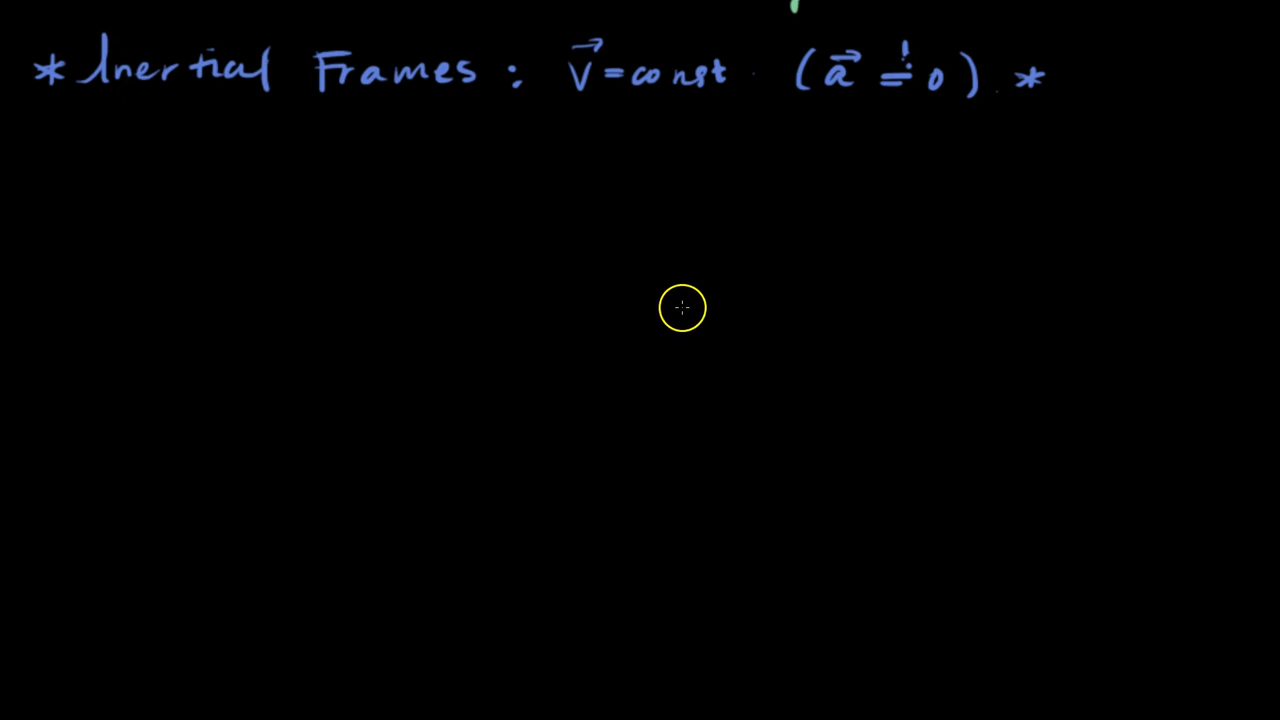 * Inertial Frames : v⃗ = const (a⃗ =! 0) *